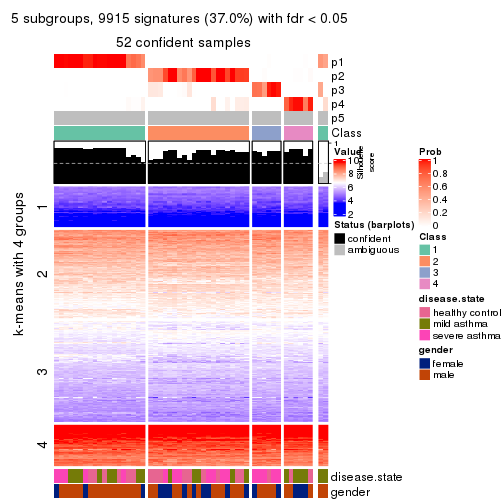 5 subgroups, 9915 signatures (37.0%) with fdr < 0.05
52 confident samples
p1
p2
p3
p4
p5
Class
1
Silhouette
score
k-means with 4 groups
1
2
3
4
disease.state
gender
Value
10
8
6
4
2
Status (barplots)
confident
ambiguous
Prob
1
0.8
0.6
0.4
0.2
0
Class
1
2
3
4
disease.state
healthy control
mild asthma
severe asthma
gender
female
male